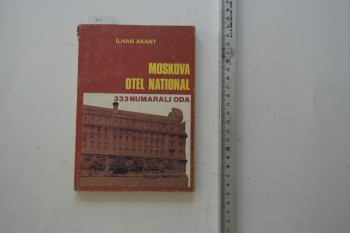 İLHAN AKANT
MOSKOVA
OTEL NATIONAL
333 NUMARALI ODA